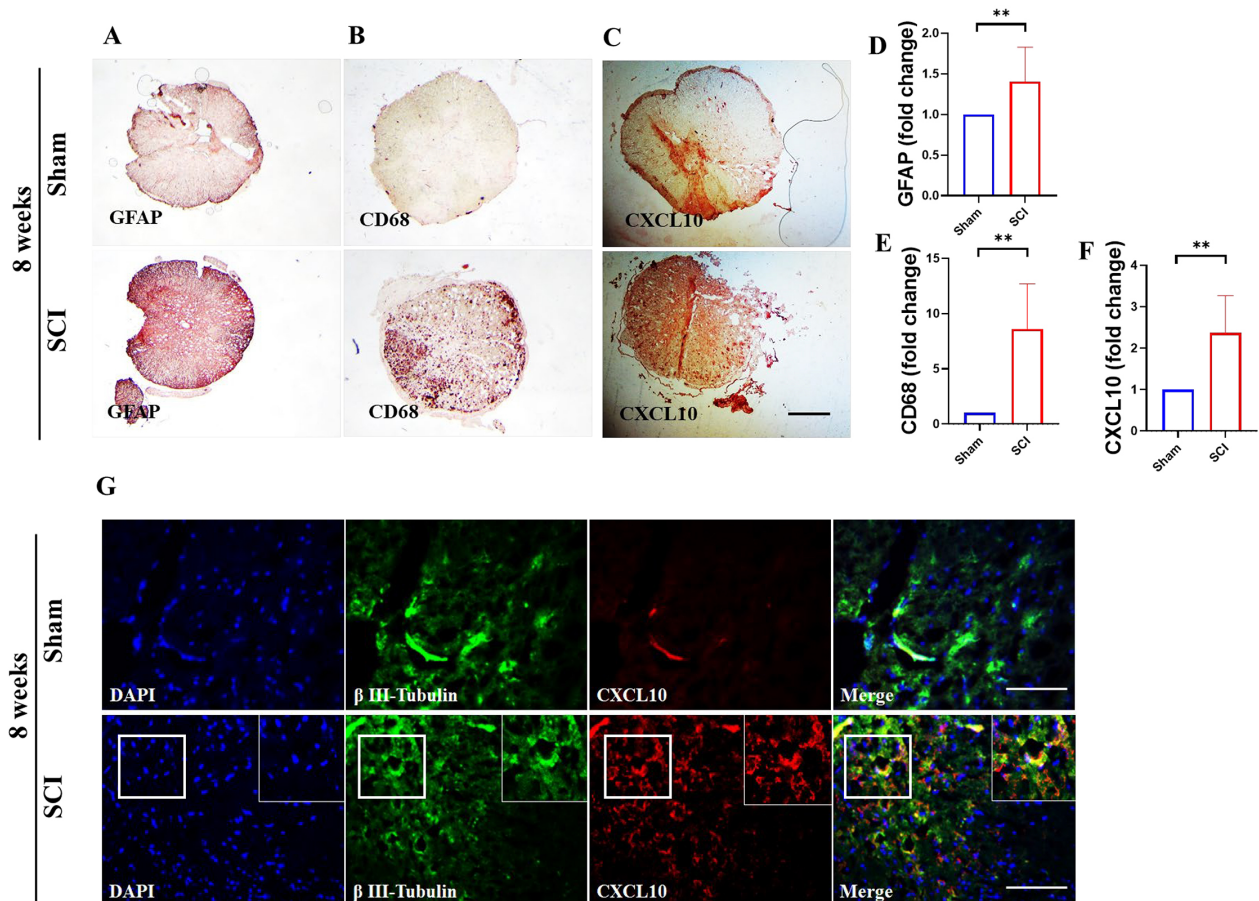 A
B
C
D
8 weeks
Sham
GFAP
CD68
CXCL10
SCI
GFAP
CD68
CXCL10
**
GFAP (fold change)
2.0
1.5
1.0
0.5
0.0
Sham
SCI
E
**
CD68 (fold change)
15
10
5
0
Sham
SCI
F
**
CXCL10 (fold change)
4
3
2
1
0
Sham
SCI
G
8 weeks
Sham
DAPI
β III-Tubulin
CXCL10
Merge
SCI
DAPI
β III-Tubulin
CXCL10
Merge